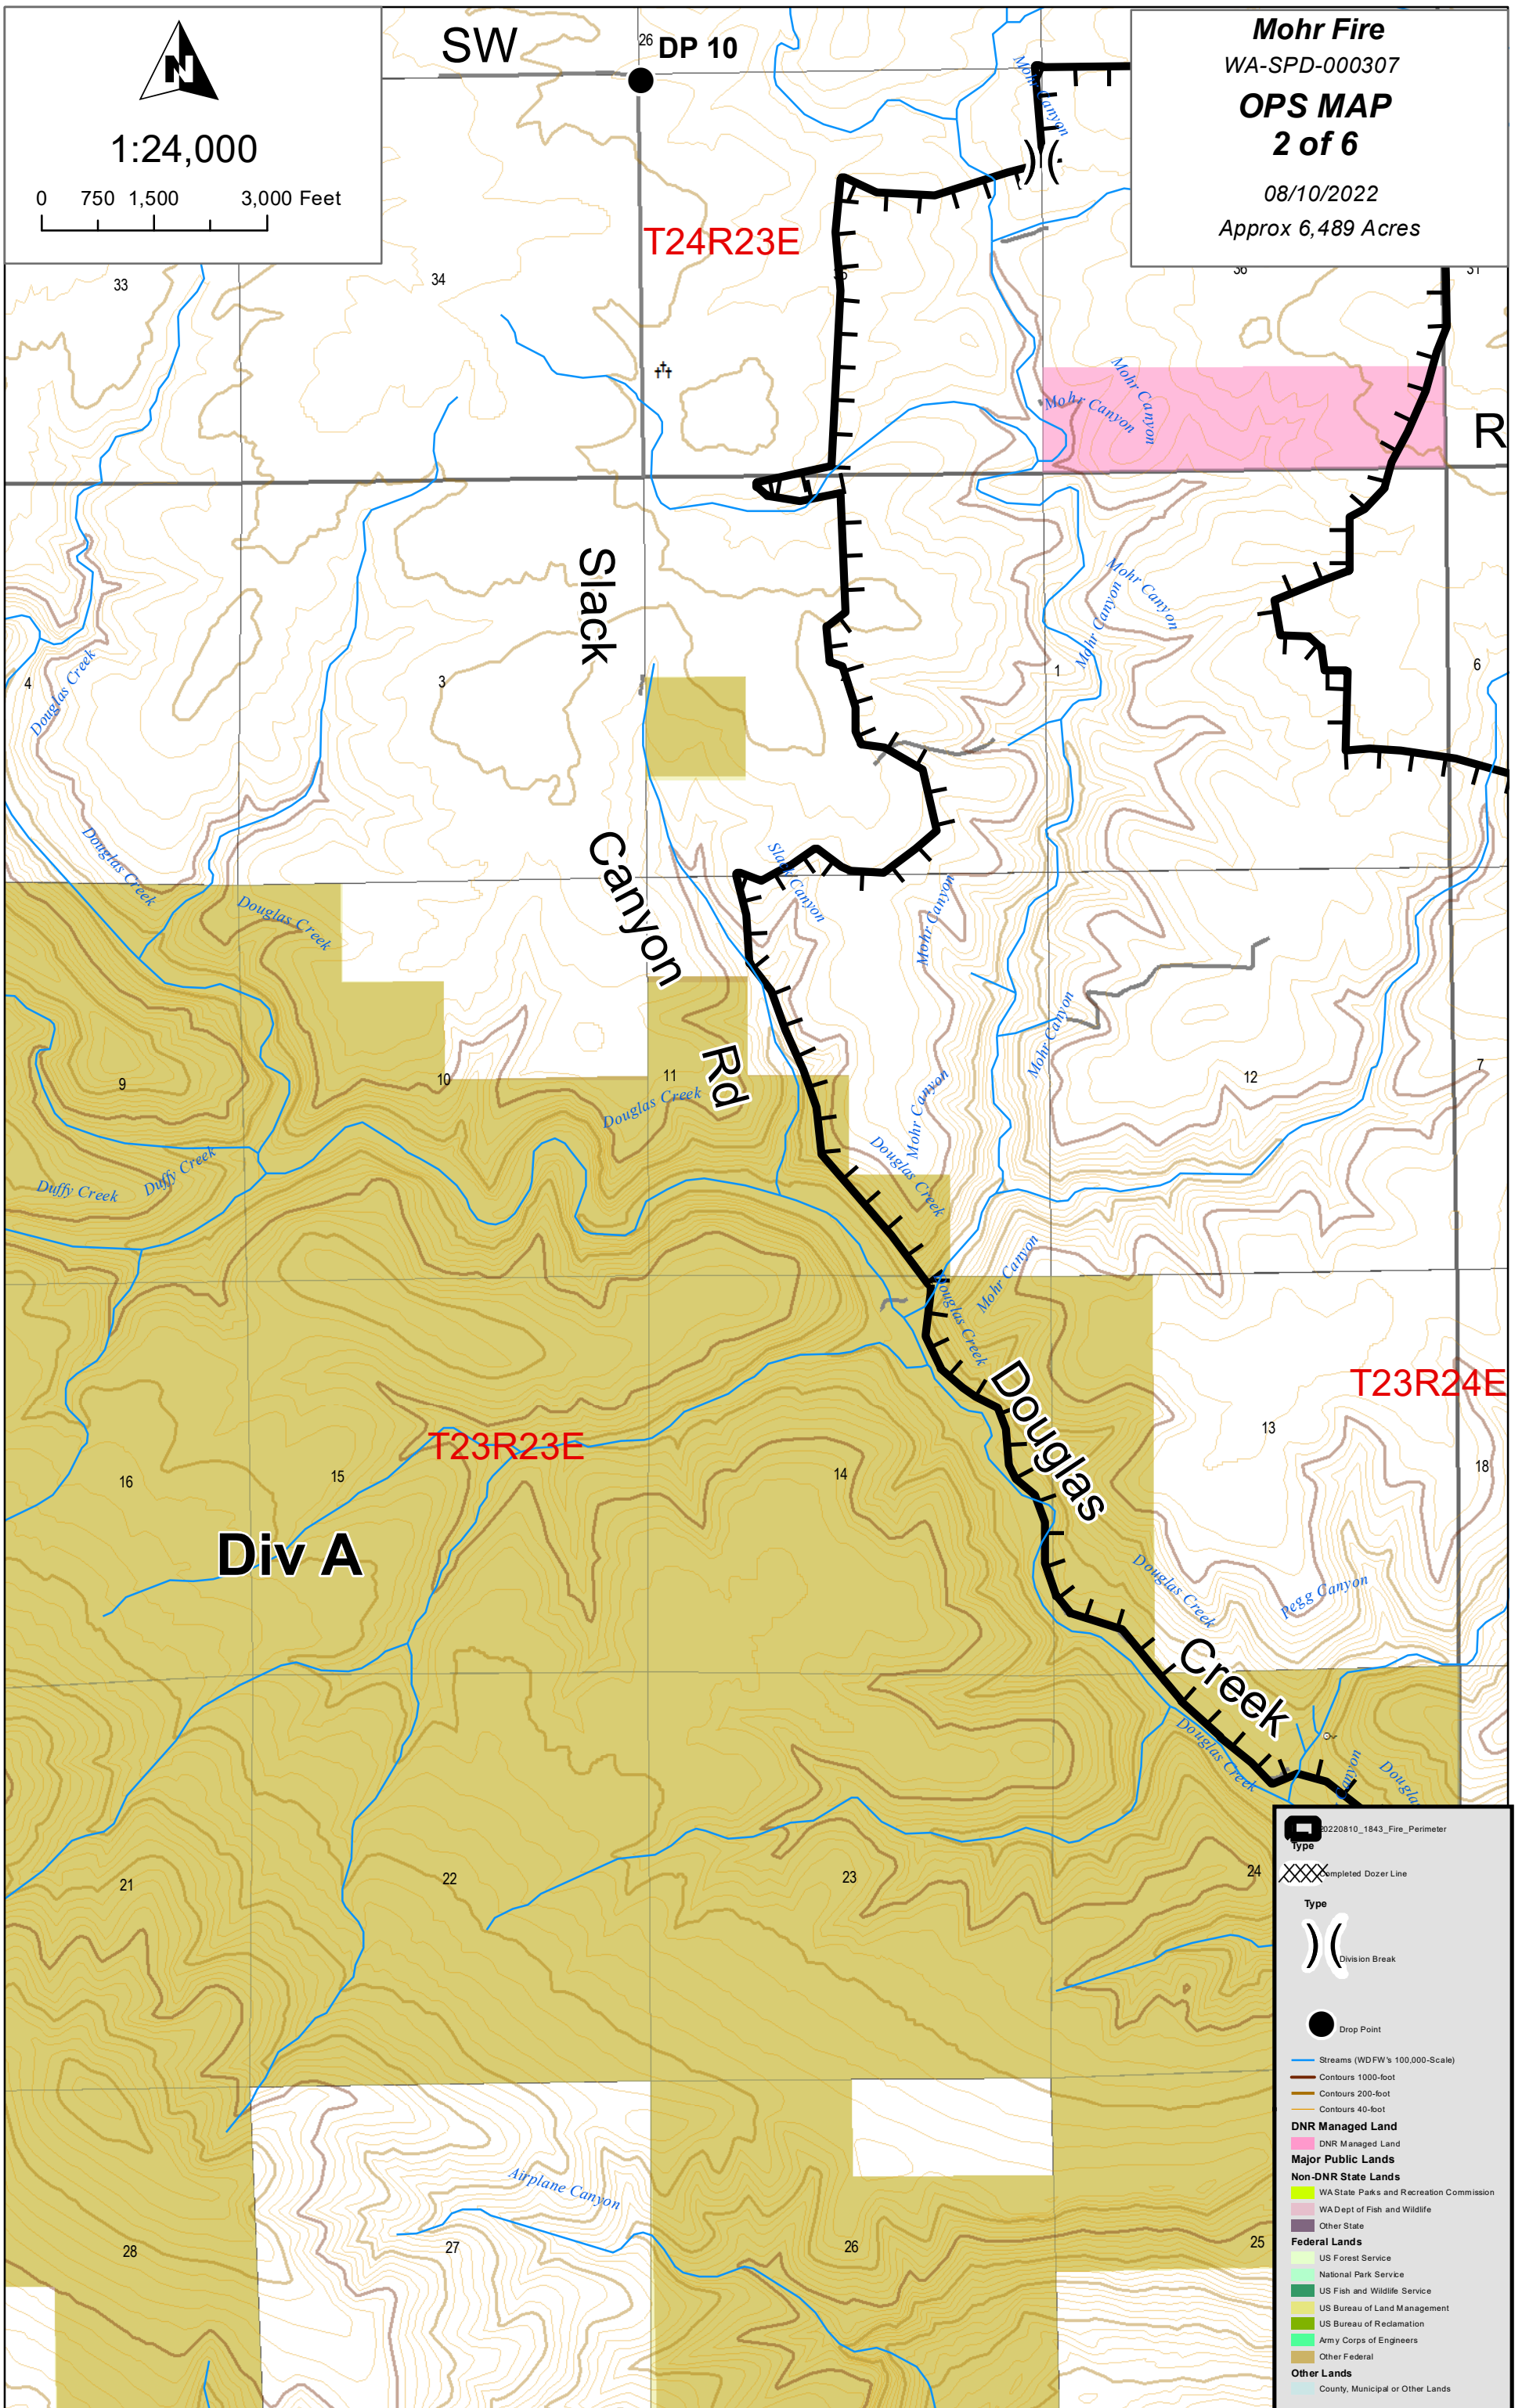 N
1:24,000
0 750 1,500 3,000 Feet
SW
26 DP 10
Mohr Fire
WA-SPD-000307
OPS MAP
2 of 6
08/10/2022
Approx 6,489 Acres
Mohr Canyon
T24R23E
33
34
Mohr Canyon
Mohr Canyon
R
Slack
Mohr Canyon
Mohr Canyon
Douglas Creek
4
3
1
6
Canyon
Slack Canyon
Douglas Creek
Douglas Creek
Mohr Canyon
Mohr Canyon
Rd
9
10
11
12
7
Douglas Creek
Mohr Canyon
Douglas Creek
Duffy Creek
Duffy Creek
Mohr Canyon
Douglas Creek
Douglas
T23R24E
T23R23E
13
16
15
14
18
Div A
Douglas Creek
Pegg Canyon
Creek
Douglas Creek
Canyon
Douglas
21
22
23
24
20220810_1843_Fire_Perimeter
Type
Completed Dozer Line
Type
)( Division Break
Drop Point
Streams (WDFW's 100,000-Scale)
Contours 1000-foot
Contours 200-foot
Contours 40-foot
DNR Managed Land
DNR Managed Land
Major Public Lands
Non-DNR State Lands
WA State Parks and Recreation Commission
WA Dept of Fish and Wildlife
Other State
Federal Lands
US Forest Service
National Park Service
US Fish and Wildlife Service
US Bureau of Land Management
US Bureau of Reclamation
Army Corps of Engineers
Other Federal
Other Lands
County, Municipal or Other Lands
Airplane Canyon
28
27
26
25